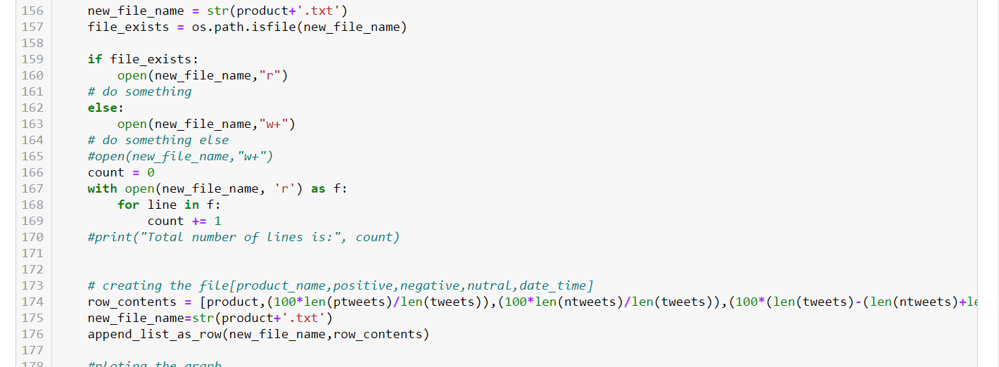 156 new_file_name = str(product+'.txt')
157 file_exists = os.path.isfile(new_file_name)
158
159 if file_exists:
160 open(new_file_name,"r")
161 # do something
162 else:
163 open(new_file_name,"w+")
164 # do something else
165 #open(new_file_name,"w+")
166 count = 0
167 with open(new_file_name, 'r') as f:
168 for line in f:
169 count += 1
170 #print("Total number of lines is:", count)
171
172
173 # creating the file[product_name,positive,negative,nutral,date_time]
174 row_contents = [product,(100*len(ptweets)/len(tweets)),(100*len(ntweets)/len(tweets)),(100*(len(tweets)-(len(ntweets)+le
175 new_file_name=str(product+'.txt')
176 append_list_as_row(new_file_name,row_contents)
177
178 #ploting the graph